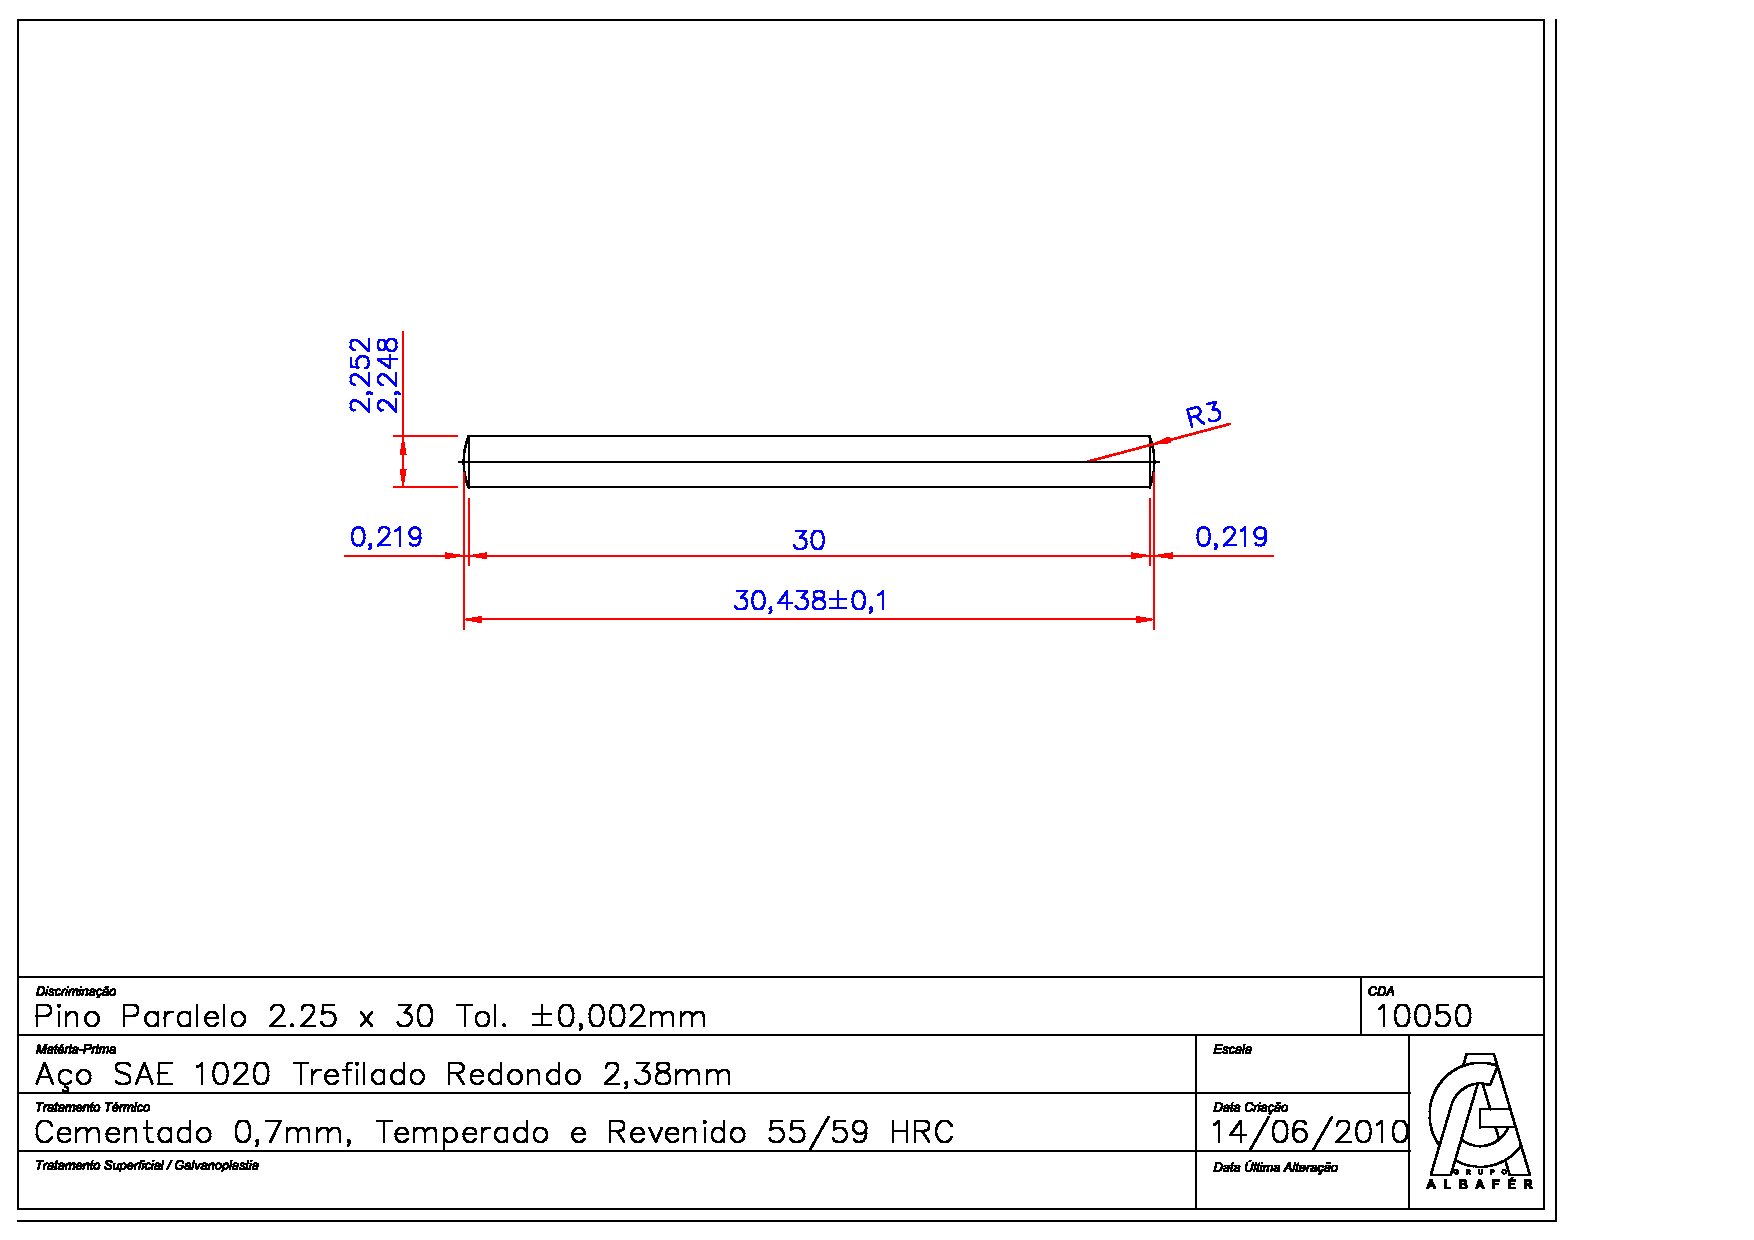 2,252
2,248
R3
0,219
30
0,219
30,438±0,1
Discriminação
Pino Paralelo 2.25 x 30 Tol. ±0,002mm
CDA
10050
Matéria-Prima
Aço SAE 1020 Trefilado Redondo 2,38mm
Escala
Tratamento Térmico
Cementado 0,7mm, Temperado e Revenido 55/59 HRC
Data Criação
14/06/2010
Tratamento Superficial / Galvanoplastia
Data Última Alteração
GRUPO
ALBAFÉR